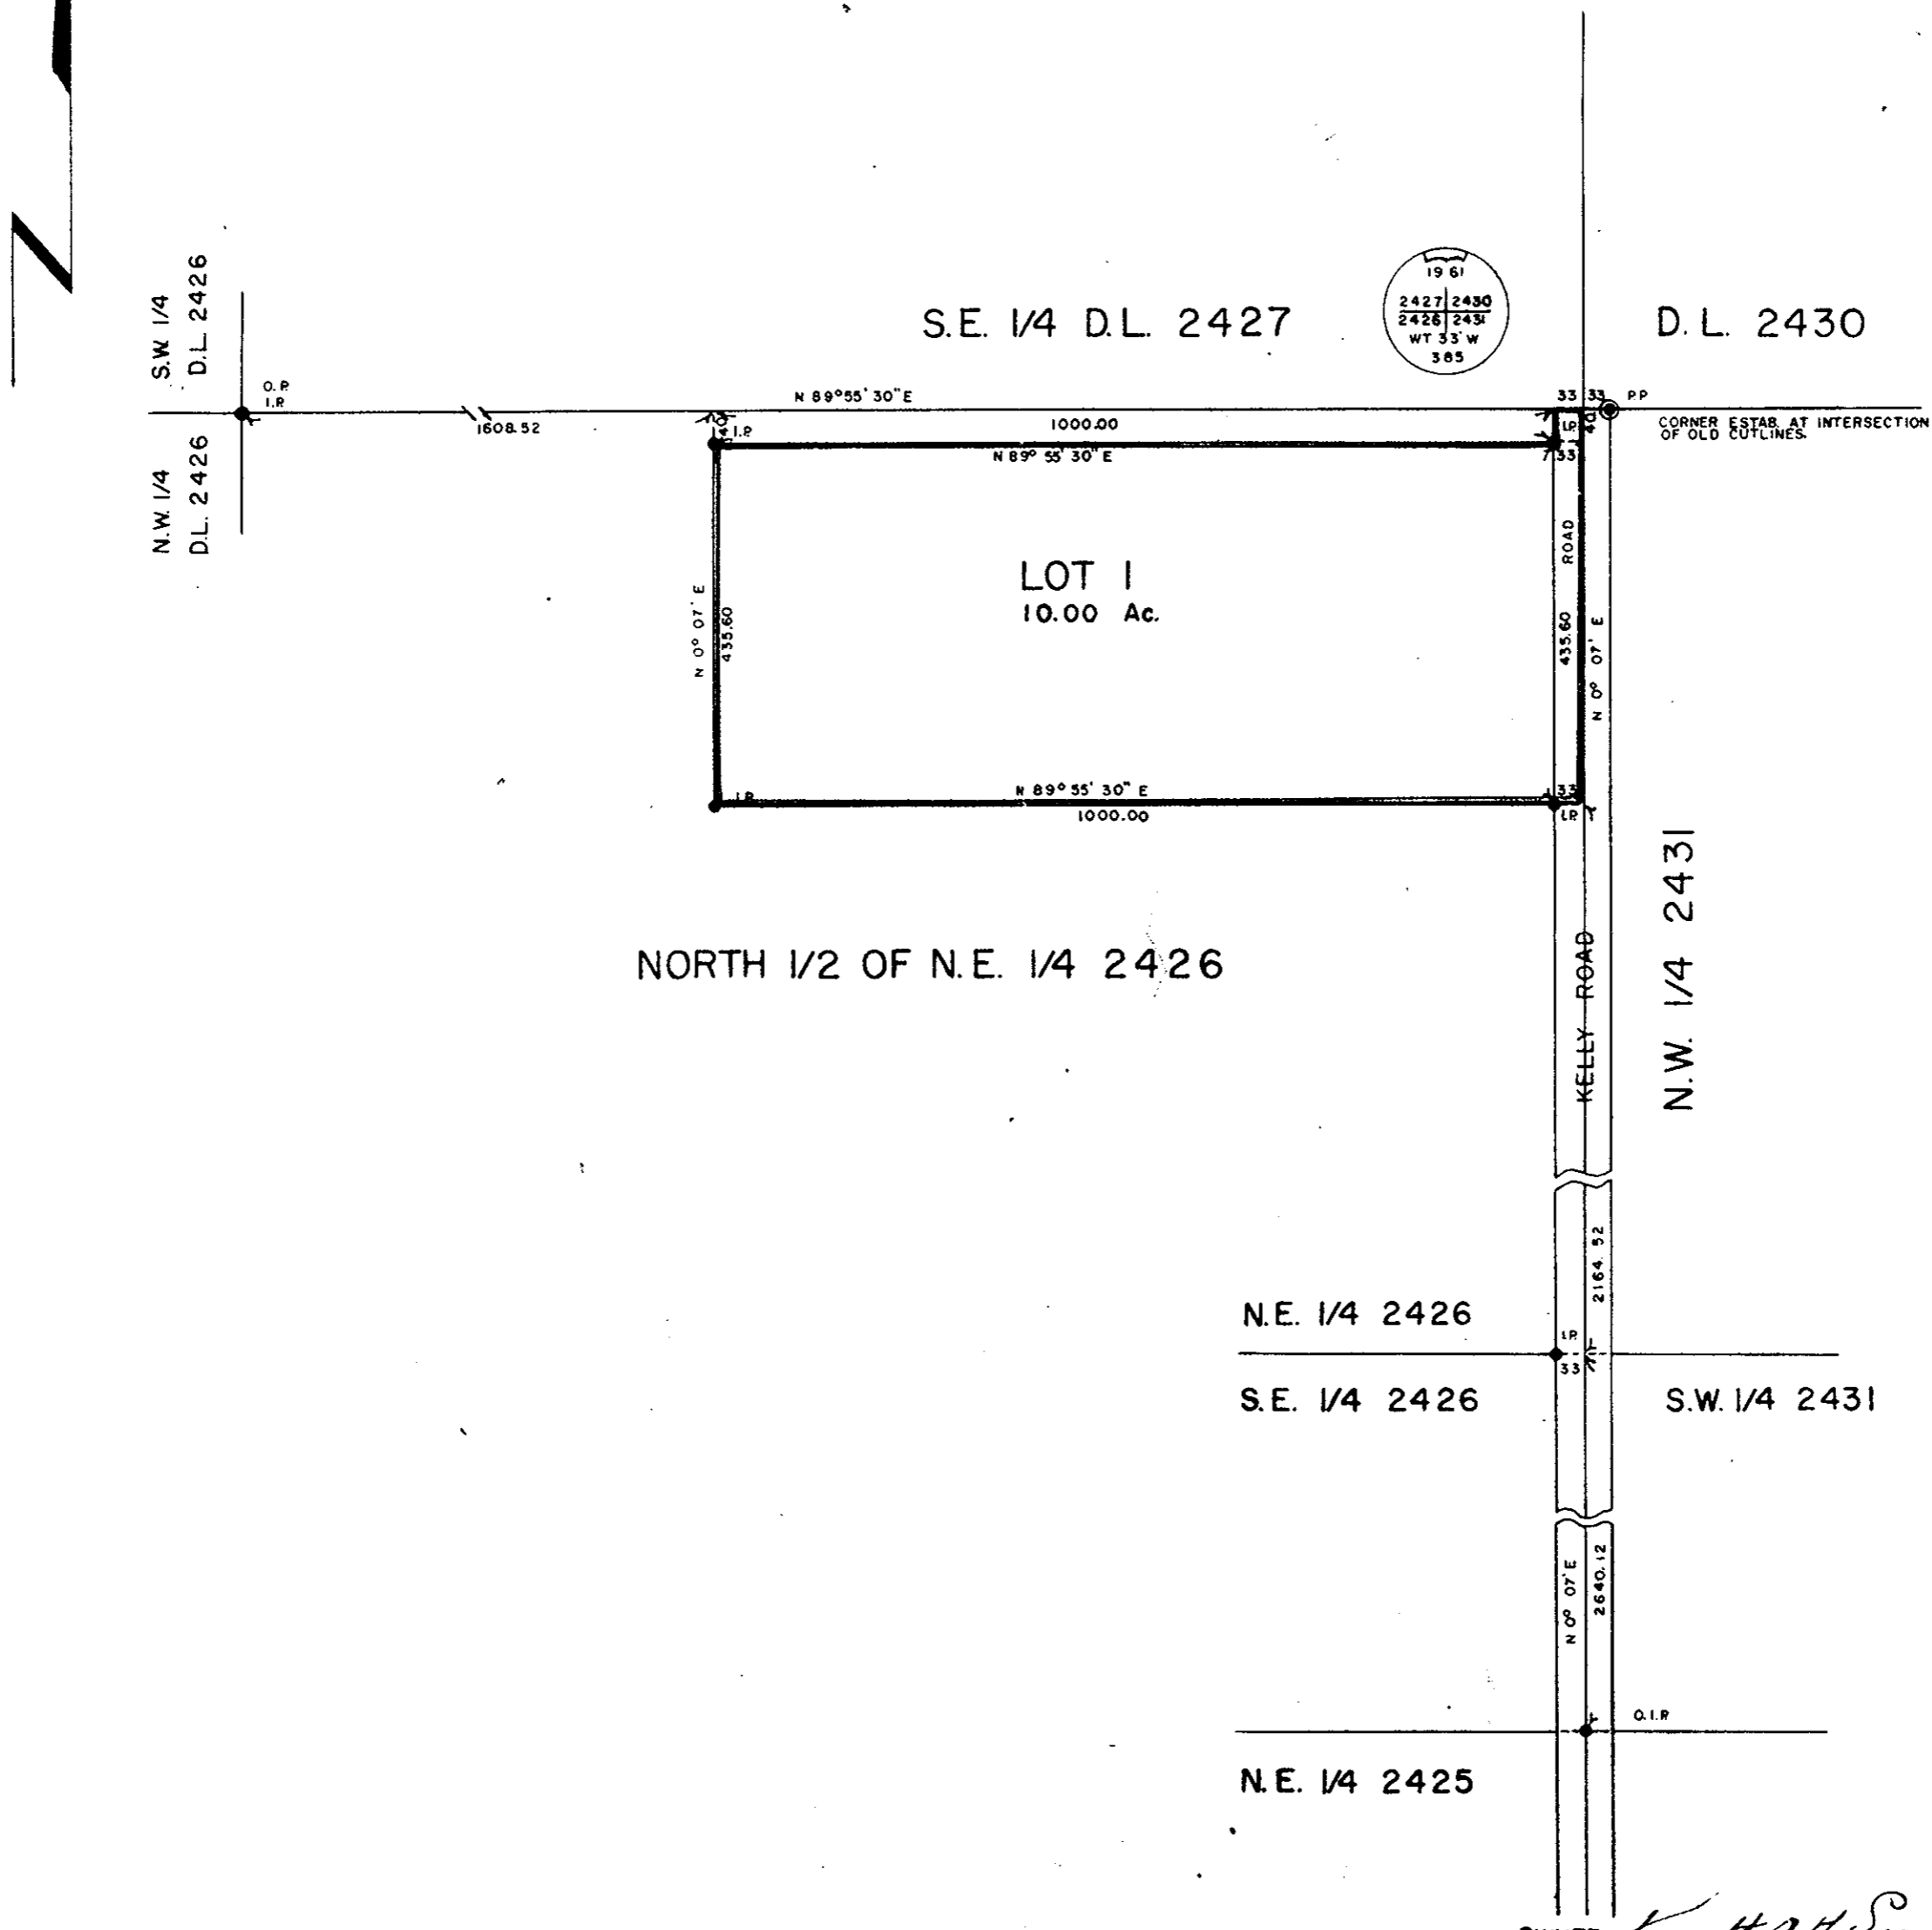 S.W. 1/4
D.L. 2426
N.W. 1/4
D.L. 2426
O.P.
I.P.
1608.52
S.E. 1/4 D.L. 2427
19 61
2427 2430
2426 2431
WT 33' W
385
D.L. 2430
N 89°55' 30" E
1000.00
33 33 P.P
CORNER ESTAB. AT INTERSECTION
OF OLD CUTLINES.
40
I.P.
I.P.
40
N 89° 55' 30" E
33
LOT 1
10.00 Ac.
N 0° 07' E
435.60
ROAD
435.60
N 0° 07' E
I.P.
N 89° 55' 30" E
1000.00
33
I.P.
NORTH 1/2 OF N.E. 1/4 2426
KELLY ROAD
N.W. 1/4 2431
2164.52
N.E. 1/4 2426
I.P.
33
S.E. 1/4 2426
S.W. 1/4 2431
N 0° 07' E
2640.12
O.I.P.
N.E. 1/4 2425